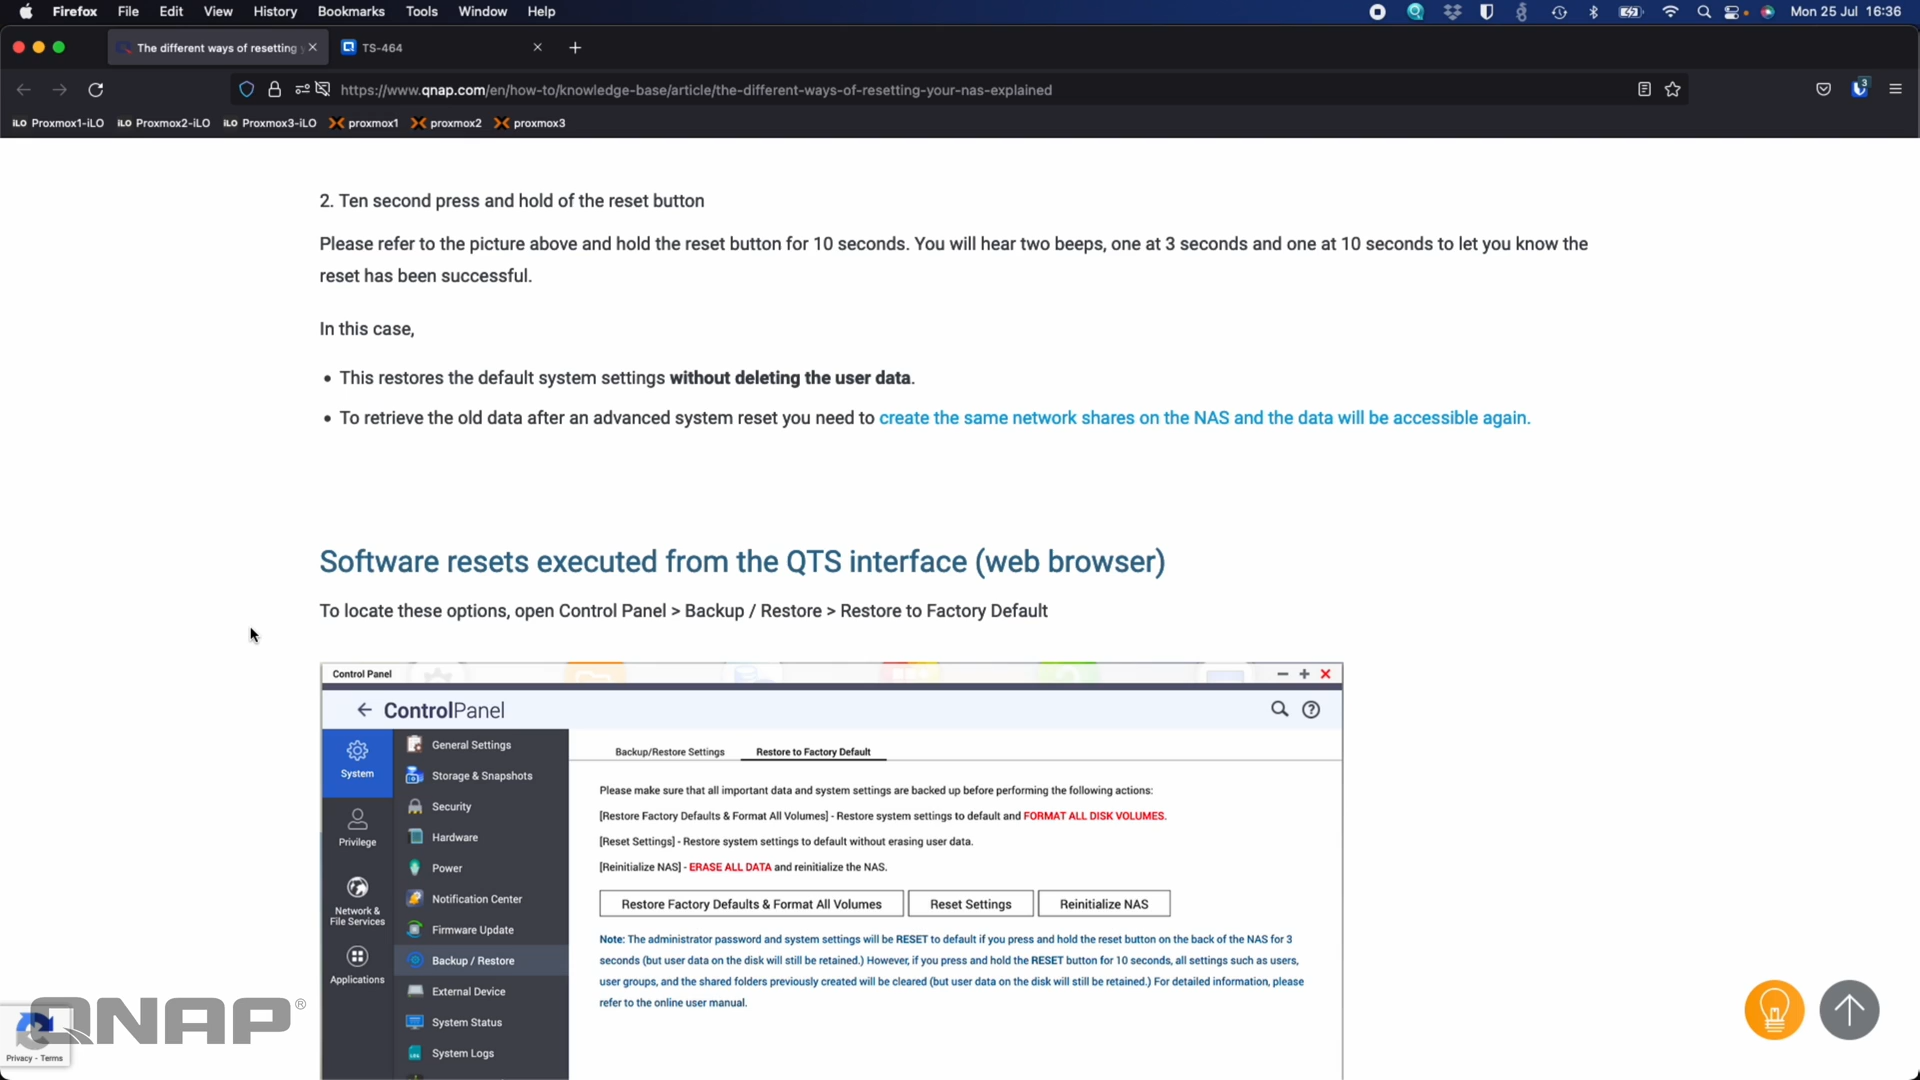 Firefox File Edit View History Bookmarks Tools Window Help Mon 25 Jul 16:36
The different ways of resetting y TS-464
https://www.qnap.com/en/how-to/knowledge-base/article/the-different-ways-of-resetting-your-nas-explained 3
iLO Proxmox1-iLO iLO Proxmox2-iLO iLO Proxmox3-iLO proxmox1 proxmox2 proxmox3
2. Ten second press and hold of the reset button
Please refer to the picture above and hold the reset button for 10 seconds. You will hear two beeps, one at 3 seconds and one at 10 seconds to let you know the
reset has been successful.
In this case,
• This restores the default system settings without deleting the user data.
• To retrieve the old data after an advanced system reset you need to create the same network shares on the NAS and the data will be accessible again.
Software resets executed from the QTS interface (web browser)
To locate these options, open Control Panel > Backup / Restore > Restore to Factory Default
Control Panel
ControlPanel
System
Privilege
Network &
File Services
Applications
General Settings
Storage & Snapshots
Security
Hardware
Power
Notification Center
Firmware Update
Backup / Restore
External Device
System Status
System Logs
Backup/Restore Settings Restore to Factory Default
Please make sure that all important data and system settings are backed up before performing the following actions:
[Restore Factory Defaults & Format All Volumes] - Restore system settings to default and FORMAT ALL DISK VOLUMES.
[Reset Settings] - Restore system settings to default without erasing user data.
[Reinitialize NAS] - ERASE ALL DATA and reinitialize the NAS.
Restore Factory Defaults & Format All Volumes Reset Settings Reinitialize NAS
Note: The administrator password and system settings will be RESET to default if you press and hold the reset button on the back of the NAS for 3
seconds (but user data on the disk will still be retained.) However, if you press and hold the RESET button for 10 seconds, all settings such as users,
user groups, and the shared folders previously created will be cleared (but user data on the disk will still be retained.) For detailed information, please
refer to the online user manual.
QNAP®
Privacy - Terms